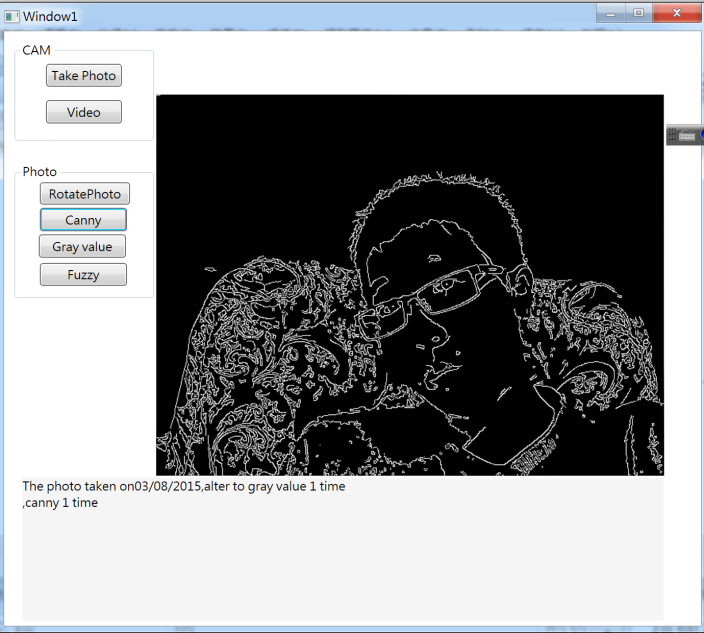 Window1
CAM
Take Photo
Video
Photo
RotatePhoto
Canny
Gray value
Fuzzy
The photo taken on03/08/2015,alter to gray value 1 time
,canny 1 time